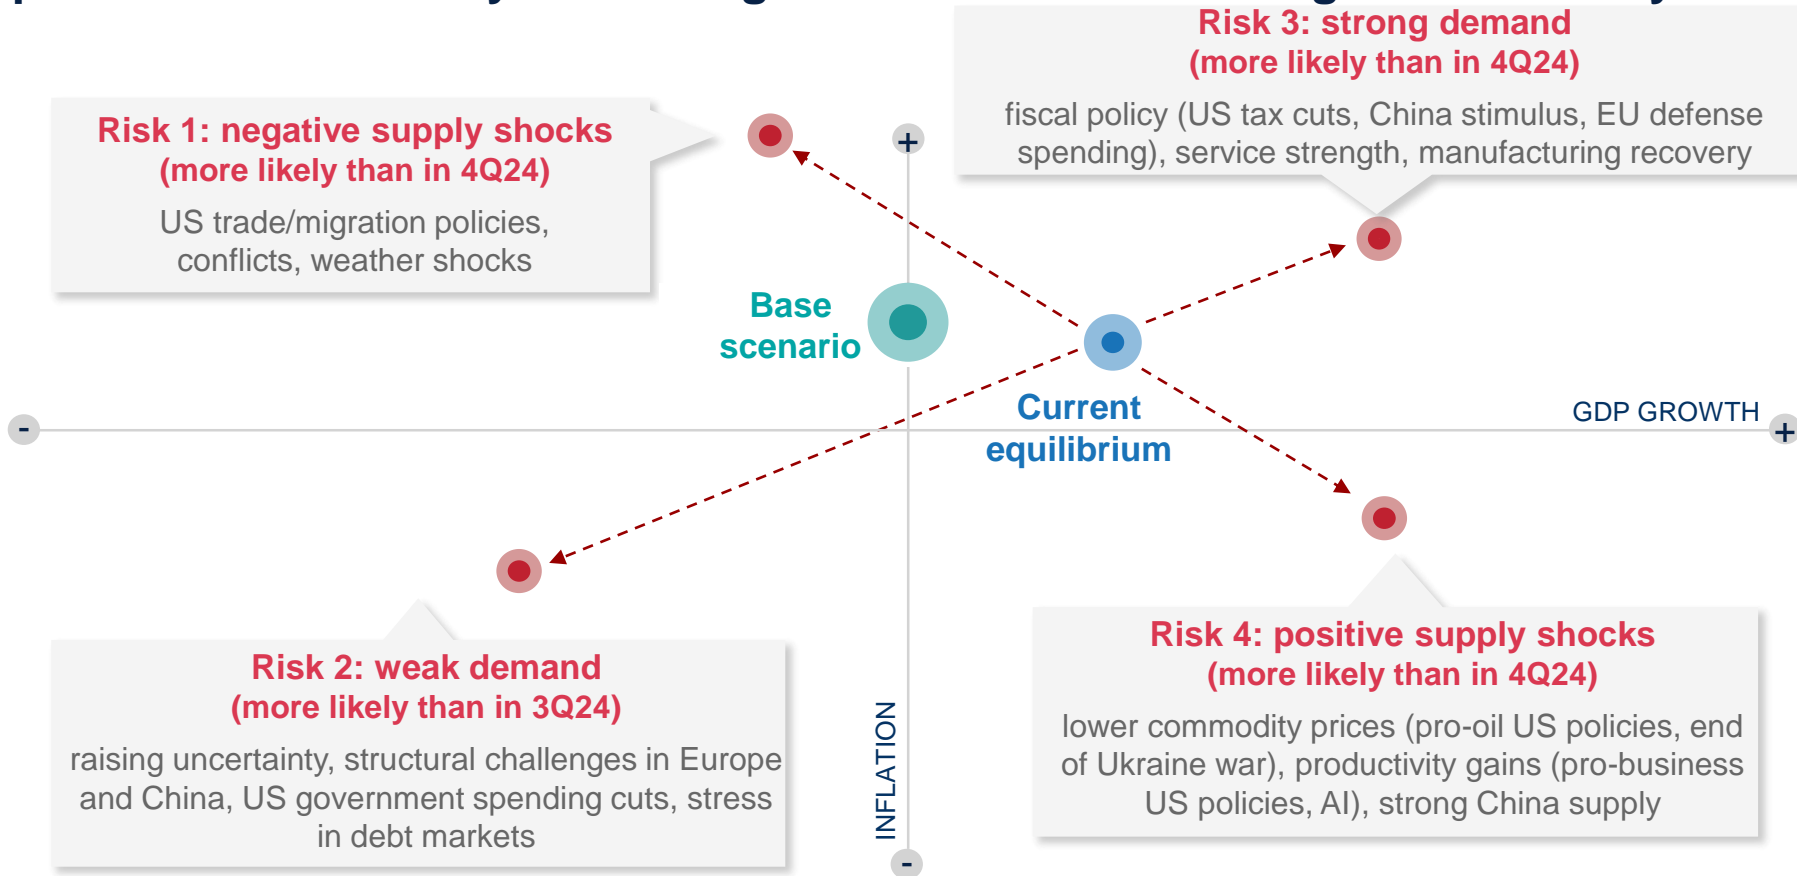 Risk 3: strong demand
(more likely than in 4Q24)
fiscal policy (US tax cuts, China stimulus, EU defense
spending), service strength, manufacturing recovery
Risk 1: negative supply shocks
(more likely than in 4Q24)
US trade/migration policies,
conflicts, weather shocks
+
Base
scenario
Current
equilibrium
GDP GROWTH
-
+
Risk 2: weak demand
(more likely than in 3Q24)
raising uncertainty, structural challenges in Europe
and China, US government spending cuts, stress
in debt markets
INFLATION
-
Risk 4: positive supply shocks
(more likely than in 4Q24)
lower commodity prices (pro-oil US policies, end
of Ukraine war), productivity gains (pro-business
US policies, AI), strong China supply